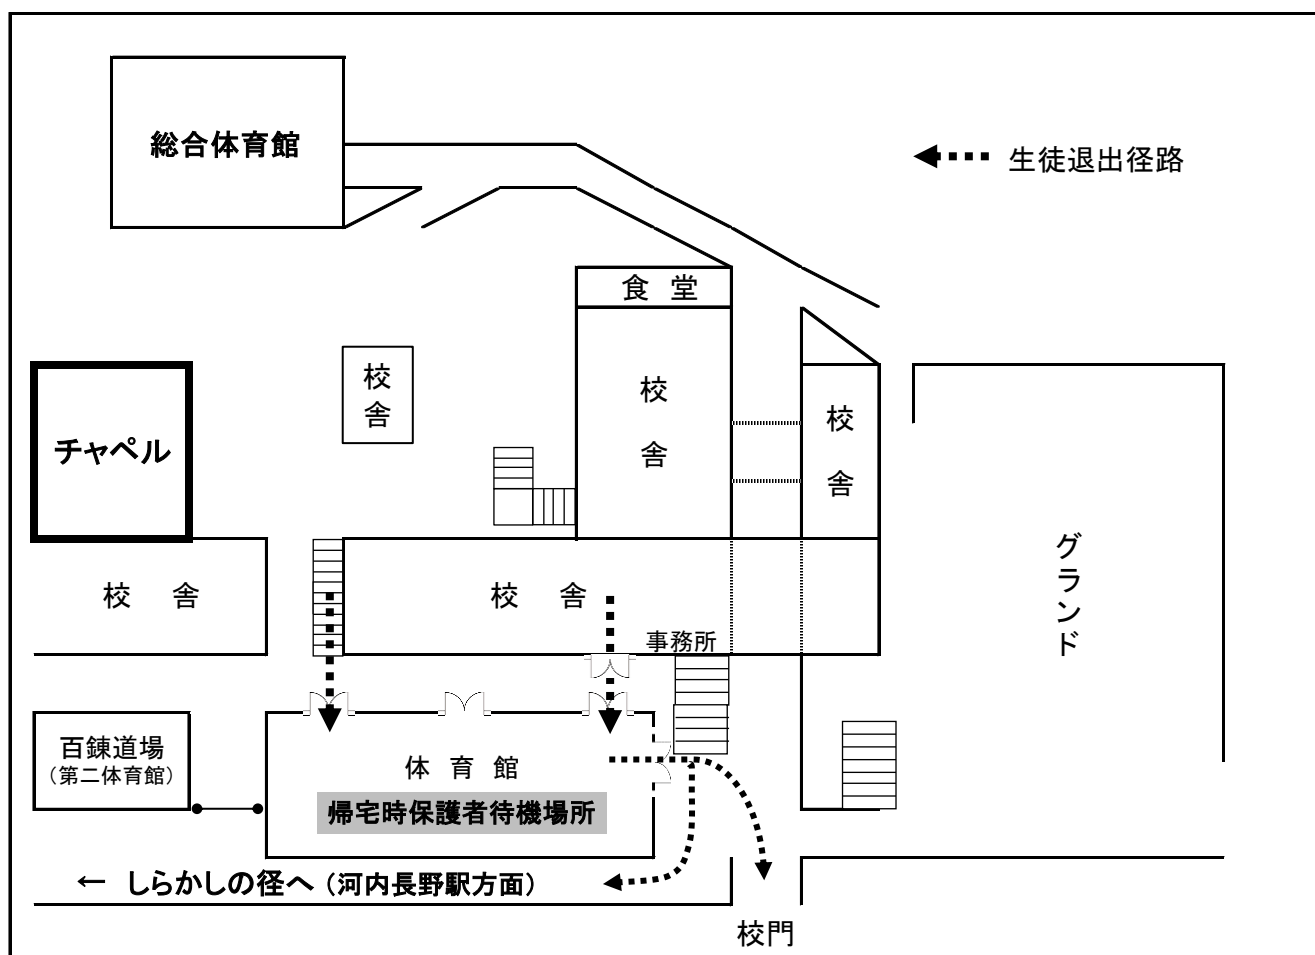 総合体育館
生徒退出径路
食 堂
校
舎
校
舎
校
舎
チャペル
グランド
校 舎
校 舎
事務所
百錬道場
（第二体育館）
体 育 館
帰宅時保護者待機場所
← しらかしの径へ（河内長野駅方面）
校門